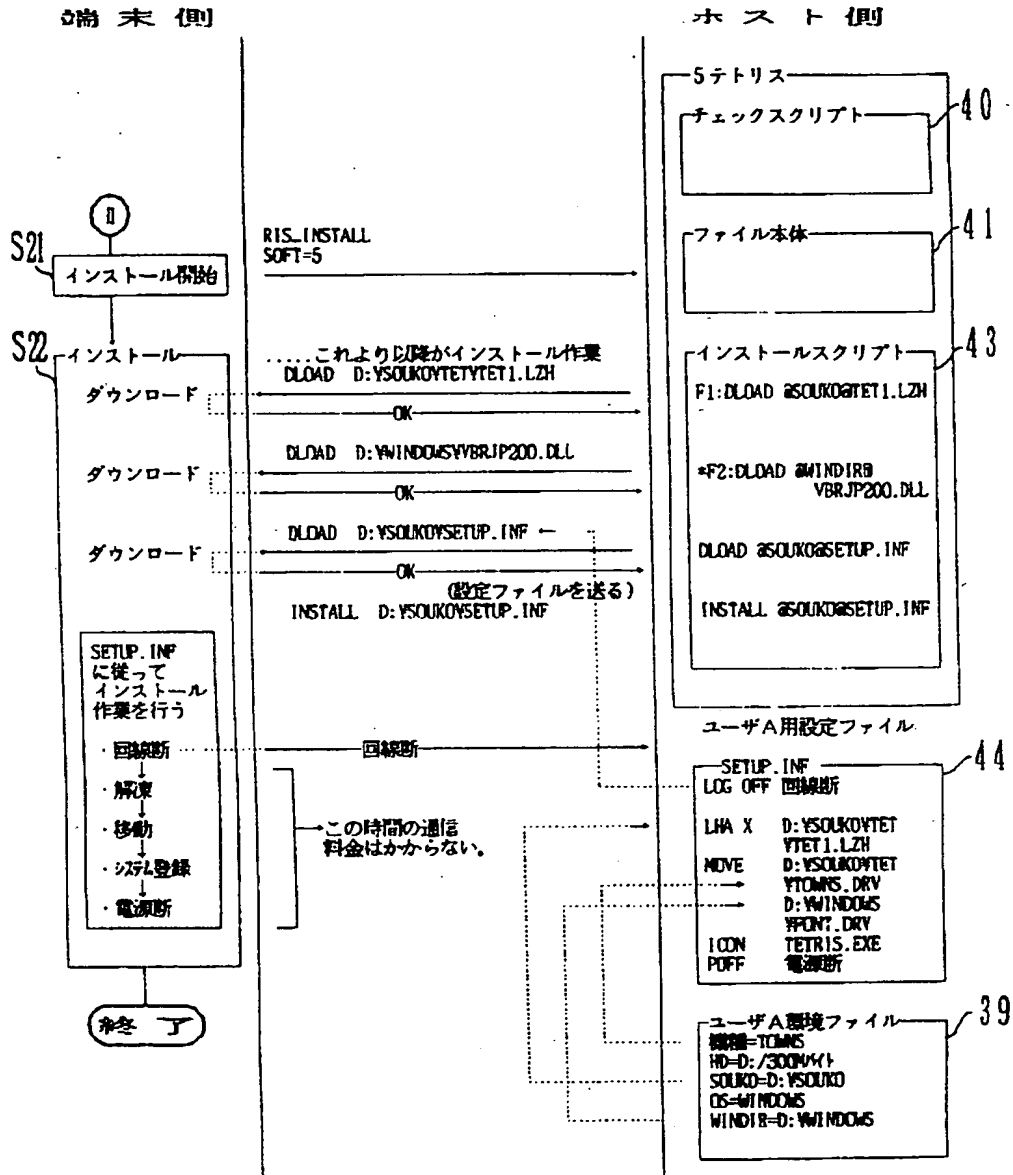 端末側
ホスト側
5テトリス
チェックスクリプト
40
S21
インストール開始
RIS_INSTALL
SOFT=5
ファイル本体
41
S22
インストール
.....これより以降がインストール作業
ダウンロード
DLOAD D:¥SOUKO¥TET¥TET1.LZH
OK
ダウンロード
DLOAD D:¥WINDOWS¥VBRJP200.DLL
OK
ダウンロード
DLOAD D:¥SOUKO¥SETUP.INF
OK
(設定ファイルを送る)
INSTALL D:¥SOUKO¥SETUP.INF
インストールスクリプト
43
F1:DLOAD @SOUKO@TET1.LZH
*F2:DLOAD @WINDIR@
VBRJP200.DLL
DLOAD @SOUKO@SETUP.INF
INSTALL @SOUKO@SETUP.INF
SETUP.INF
に従って
インストール
作業を行う
・回線断
回線断
・解凍
・移動
・システム登録
・電源断
この時間の通信
料金はかからない。
終了
ユーザA用設定ファイル
SETUP.INF
44
LOG OFF 回線断
LHA X D:¥SOUKO¥TET
¥TET1.LZH
MOVE D:¥SOUKO¥TET
¥TOWNS.DRV
D:¥WINDOWS
¥FONT.DRV
ICON TETRIS.EXE
POFF 電源断
ユーザA環境ファイル
39
機種=TOWNS
HD=D:/300Mバイト
SOUKO=D:¥SOUKO
OS=WINDOWS
WINDIR=D:¥WINDOWS